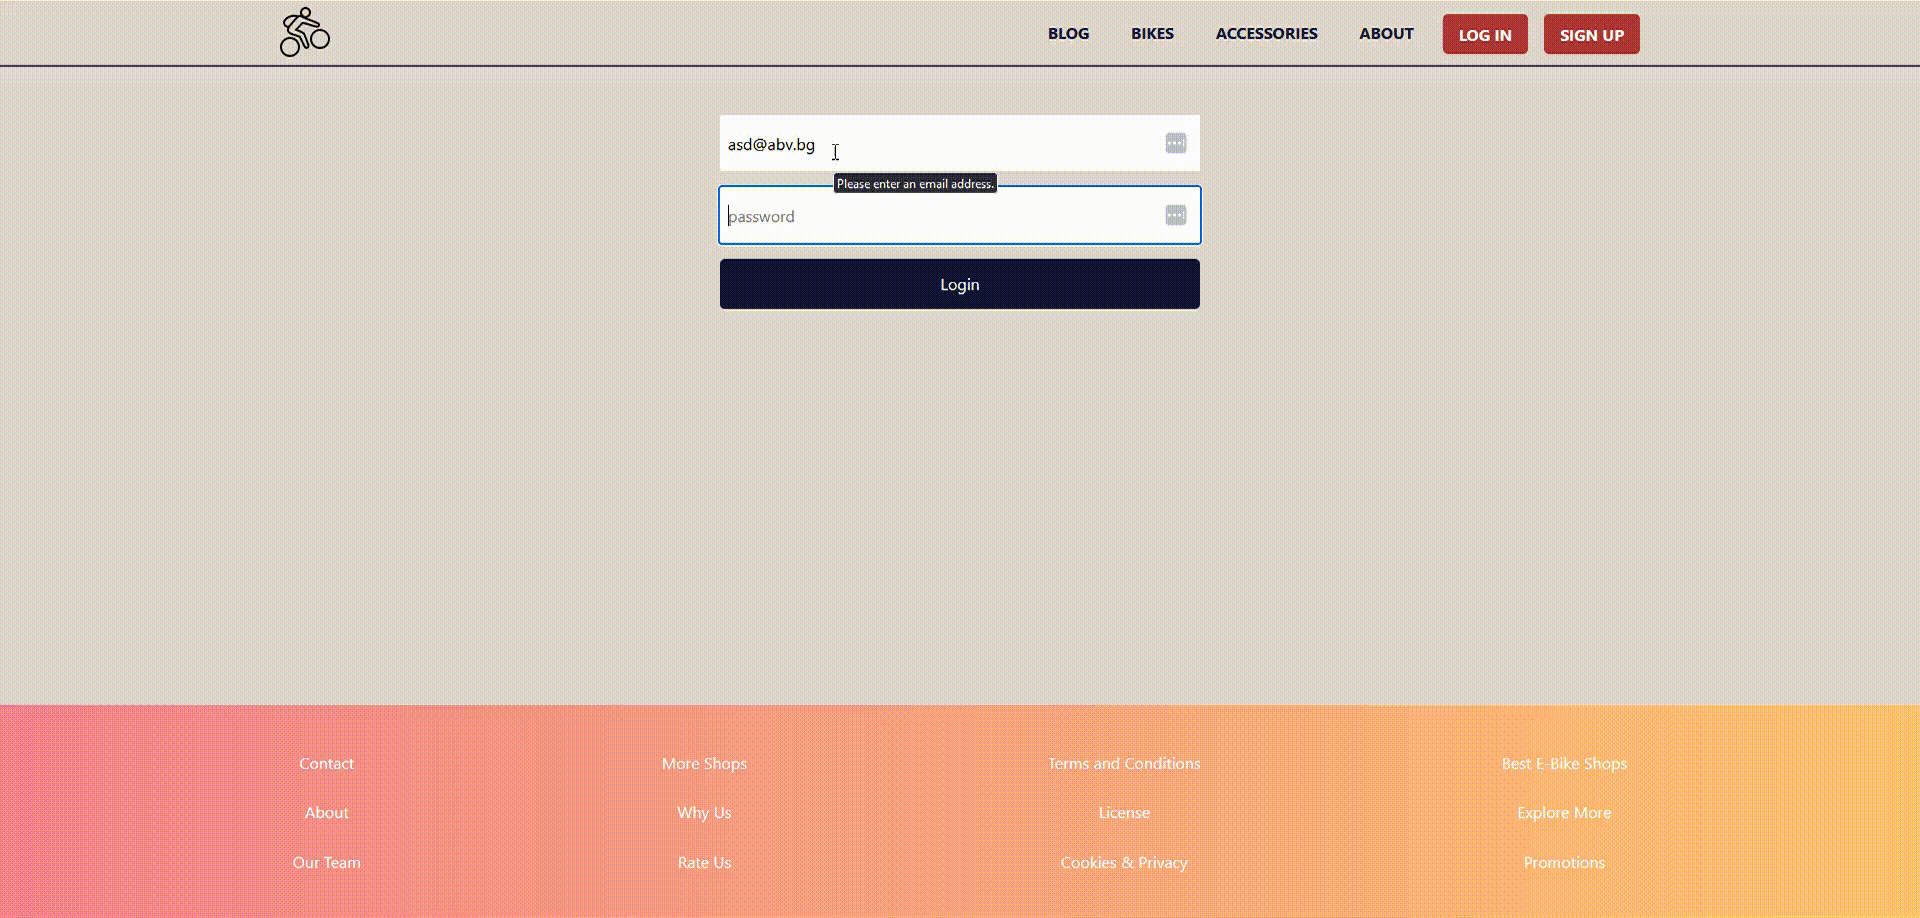 BLOG BIKES ACCESSORIES ABOUT LOG IN SIGN UP
asd@abv.bg
Please enter an email address.
password
Login
Contact More Shops Terms and Conditions Best E-Bike Shops
About Why Us License Explore More
Our Team Rate Us Cookies & Privacy Promotions